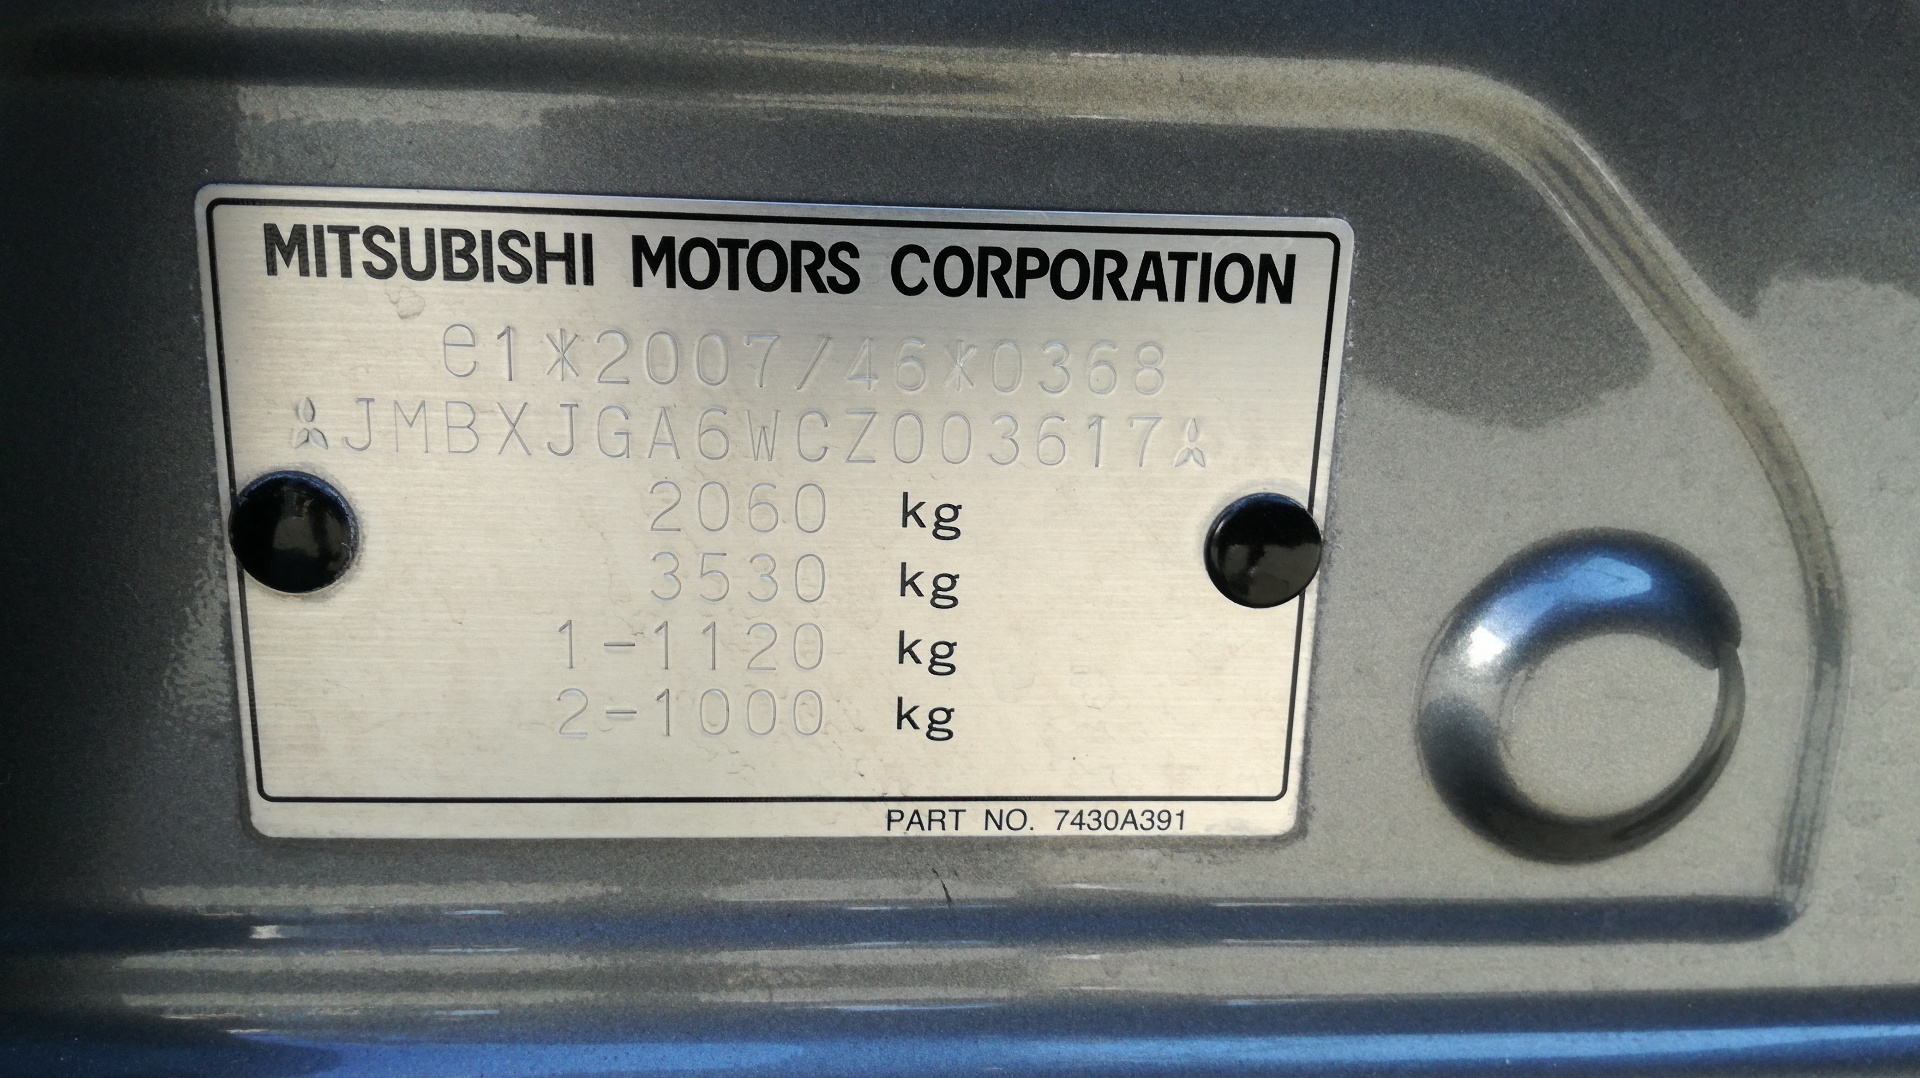 MITSUBISHI MOTORS CORPORATION
e1*2007/46*0368
JMBXJGA6WCZ003617
2060 kg
3530 kg
1-1120 kg
2-1000 kg
PART NO. 7430A391